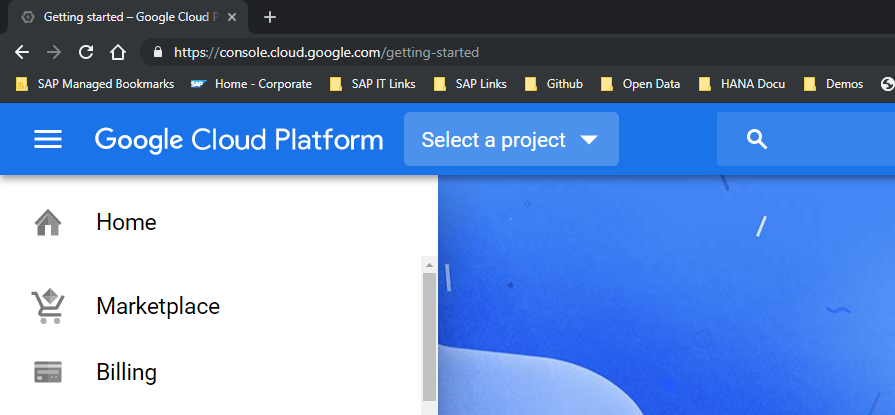 Getting started – Google Cloud P
https://console.cloud.google.com/getting-started
SAP Managed Bookmarks SAP Home - Corporate SAP IT Links SAP Links Github Open Data HANA Docu Demos
Google Cloud Platform Select a project
Home
Marketplace
Billing